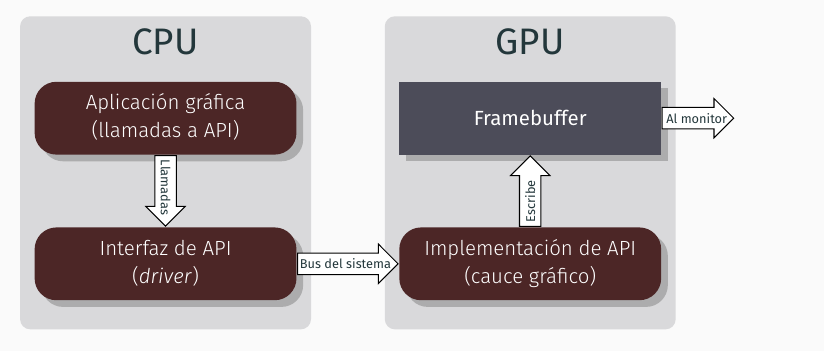 CPU
Aplicación gráfica
(llamadas a API)
Llamadas
Interfaz de API
(driver)
Bus del sistema
GPU
Framebuffer
Al monitor
Escribe
Implementación de API
(cauce gráfico)